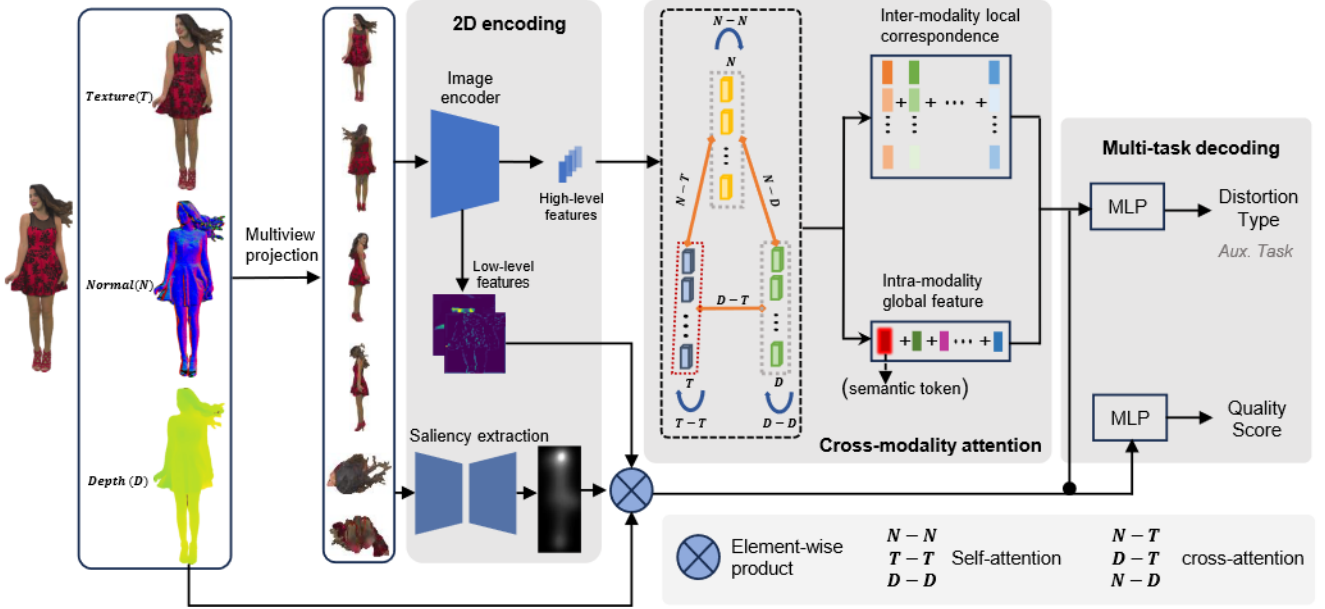 Texture(T)
Normal(N)
Depth (D)
Multiview
projection
2D encoding
Image
encoder
High-level
features
Low-level
features
Saliency extraction
N − N
N
N − T
N − D
D − T
T
D
T − T
D − D
Cross-modality attention
Inter-modality local
correspondence
+ + ··· +
Intra-modality
global feature
+ + ··· +
(semantic token)
Multi-task decoding
MLP
Distortion
Type
Aux. Task
MLP
Quality
Score
Element-wise
product
N − N
T − T
D − D
Self-attention
N − T
D − T
N − D
cross-attention